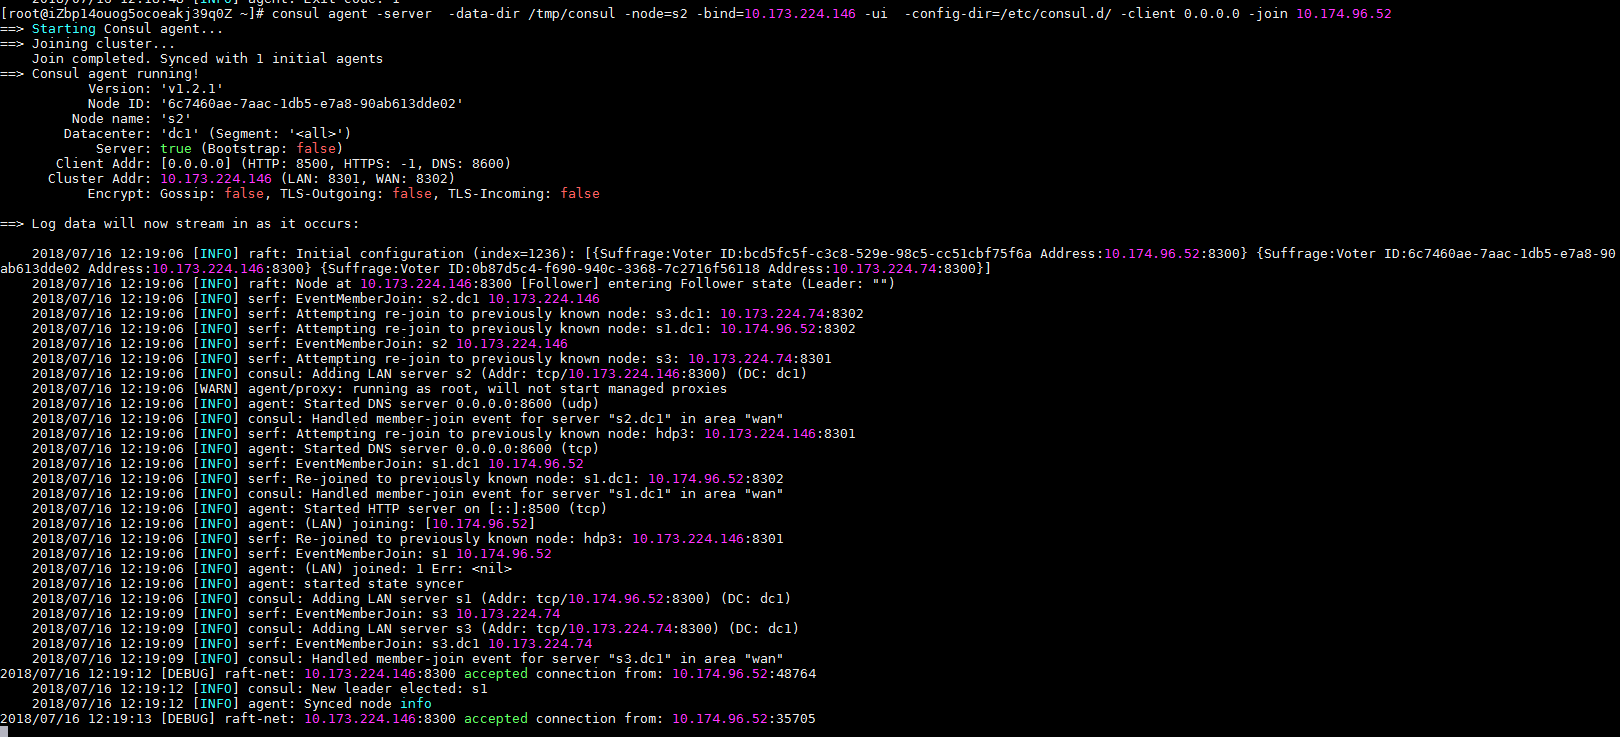 2018/07/16 12:18:48 [INFO] agent: Exit code: 1
[root@iZbp14ouog5ocoeakj39q0Z ~]# consul agent -server  -data-dir /tmp/consul -node=s2 -bind=10.173.224.146 -ui  -config-dir=/etc/consul.d/ -client 0.0.0.0 -join 10.174.96.52
==> Starting Consul agent...
==> Joining cluster...
    Join completed. Synced with 1 initial agents
==> Consul agent running!
           Version: 'v1.2.1'
           Node ID: '6c7460ae-7aac-1db5-e7a8-90ab613dde02'
         Node name: 's2'
        Datacenter: 'dc1' (Segment: '<all>')
            Server: true (Bootstrap: false)
       Client Addr: [0.0.0.0] (HTTP: 8500, HTTPS: -1, DNS: 8600)
      Cluster Addr: 10.173.224.146 (LAN: 8301, WAN: 8302)
           Encrypt: Gossip: false, TLS-Outgoing: false, TLS-Incoming: false
==> Log data will now stream in as it occurs:
    2018/07/16 12:19:06 [INFO] raft: Initial configuration (index=1236): [{Suffrage:Voter ID:bcd5fc5f-c3c8-529e-98c5-cc51cbf75f6a Address:10.174.96.52:8300} {Suffrage:Voter ID:6c7460ae-7aac-1db5-e7a8-90
ab613dde02 Address:10.173.224.146:8300} {Suffrage:Voter ID:0b87d5c4-f690-940c-3368-7c2716f56118 Address:10.173.224.74:8300}]
    2018/07/16 12:19:06 [INFO] raft: Node at 10.173.224.146:8300 [Follower] entering Follower state (Leader: "")
    2018/07/16 12:19:06 [INFO] serf: EventMemberJoin: s2.dc1 10.173.224.146
    2018/07/16 12:19:06 [INFO] serf: Attempting re-join to previously known node: s3.dc1: 10.173.224.74:8302
    2018/07/16 12:19:06 [INFO] serf: Attempting re-join to previously known node: s1.dc1: 10.174.96.52:8302
    2018/07/16 12:19:06 [INFO] serf: EventMemberJoin: s2 10.173.224.146
    2018/07/16 12:19:06 [INFO] serf: Attempting re-join to previously known node: s3: 10.173.224.74:8301
    2018/07/16 12:19:06 [INFO] consul: Adding LAN server s2 (Addr: tcp/10.173.224.146:8300) (DC: dc1)
    2018/07/16 12:19:06 [WARN] agent/proxy: running as root, will not start managed proxies
    2018/07/16 12:19:06 [INFO] agent: Started DNS server 0.0.0.0:8600 (udp)
    2018/07/16 12:19:06 [INFO] consul: Handled member-join event for server "s2.dc1" in area "wan"
    2018/07/16 12:19:06 [INFO] serf: Attempting re-join to previously known node: hdp3: 10.173.224.146:8301
    2018/07/16 12:19:06 [INFO] agent: Started DNS server 0.0.0.0:8600 (tcp)
    2018/07/16 12:19:06 [INFO] serf: EventMemberJoin: s1.dc1 10.174.96.52
    2018/07/16 12:19:06 [INFO] serf: Re-joined to previously known node: s1.dc1: 10.174.96.52:8302
    2018/07/16 12:19:06 [INFO] consul: Handled member-join event for server "s1.dc1" in area "wan"
    2018/07/16 12:19:06 [INFO] agent: Started HTTP server on [::]:8500 (tcp)
    2018/07/16 12:19:06 [INFO] agent: (LAN) joining: [10.174.96.52]
    2018/07/16 12:19:06 [INFO] serf: Re-joined to previously known node: hdp3: 10.173.224.146:8301
    2018/07/16 12:19:06 [INFO] serf: EventMemberJoin: s1 10.174.96.52
    2018/07/16 12:19:06 [INFO] agent: (LAN) joined: 1 Err: <nil>
    2018/07/16 12:19:06 [INFO] agent: started state syncer
    2018/07/16 12:19:06 [INFO] consul: Adding LAN server s1 (Addr: tcp/10.174.96.52:8300) (DC: dc1)
    2018/07/16 12:19:09 [INFO] serf: EventMemberJoin: s3 10.173.224.74
    2018/07/16 12:19:09 [INFO] consul: Adding LAN server s3 (Addr: tcp/10.173.224.74:8300) (DC: dc1)
    2018/07/16 12:19:09 [INFO] serf: EventMemberJoin: s3.dc1 10.173.224.74
    2018/07/16 12:19:09 [INFO] consul: Handled member-join event for server "s3.dc1" in area "wan"
2018/07/16 12:19:12 [DEBUG] raft-net: 10.173.224.146:8300 accepted connection from: 10.174.96.52:48764
    2018/07/16 12:19:12 [INFO] consul: New leader elected: s1
    2018/07/16 12:19:12 [INFO] agent: Synced node info
2018/07/16 12:19:13 [DEBUG] raft-net: 10.173.224.146:8300 accepted connection from: 10.174.96.52:35705